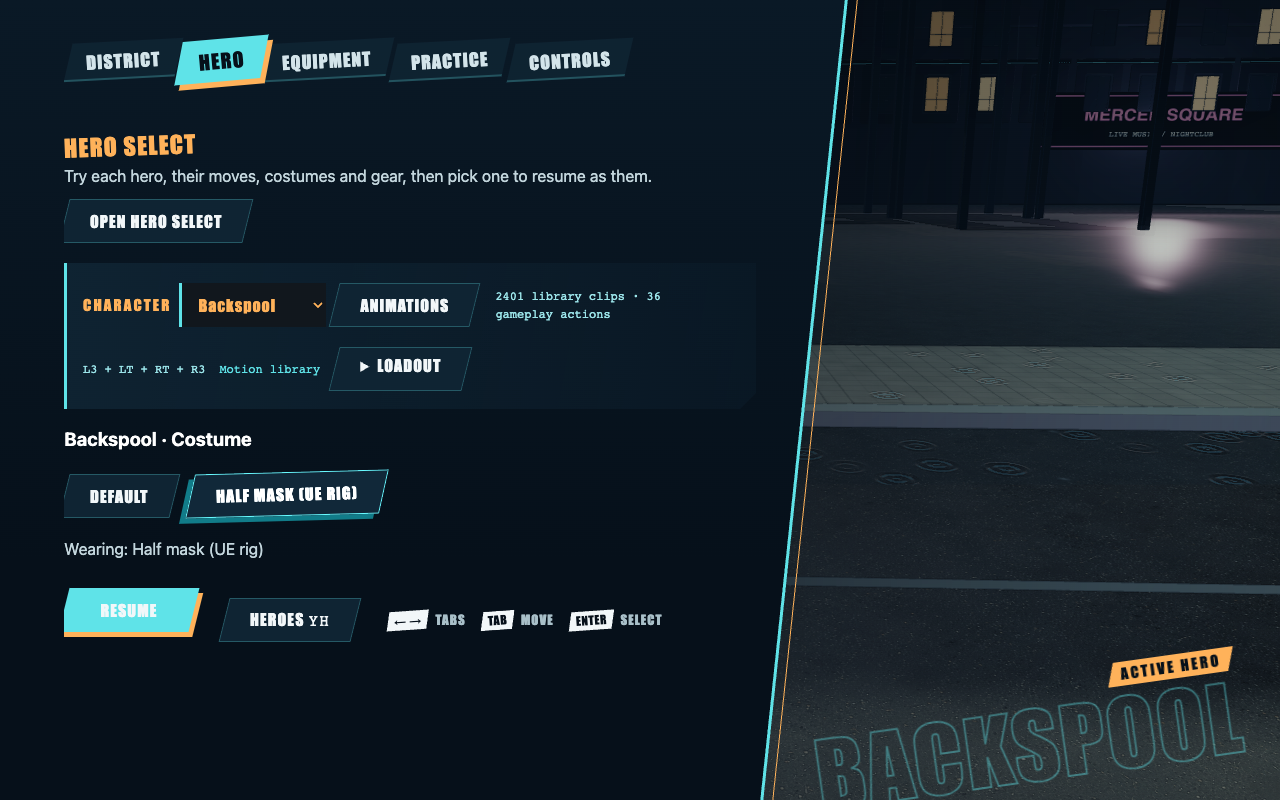 DISTRICT
HERO
EQUIPMENT
PRACTICE
CONTROLS
HERO SELECT
Try each hero, their moves, costumes and gear, then pick one to resume as them.
OPEN HERO SELECT
CHARACTER
Backspool
ANIMATIONS
2401 library clips · 36
gameplay actions
L3 + LT + RT + R3 Motion library
▶ LOADOUT
Backspool · Costume
DEFAULT
HALF MASK (UE RIG)
Wearing: Half mask (UE rig)
RESUME
HEROES YH
←→ TABS
TAB MOVE
ENTER SELECT
SQUARE
LIVE
/ NIGHTCLUB
ACTIVE HERO
BACKSPOOL